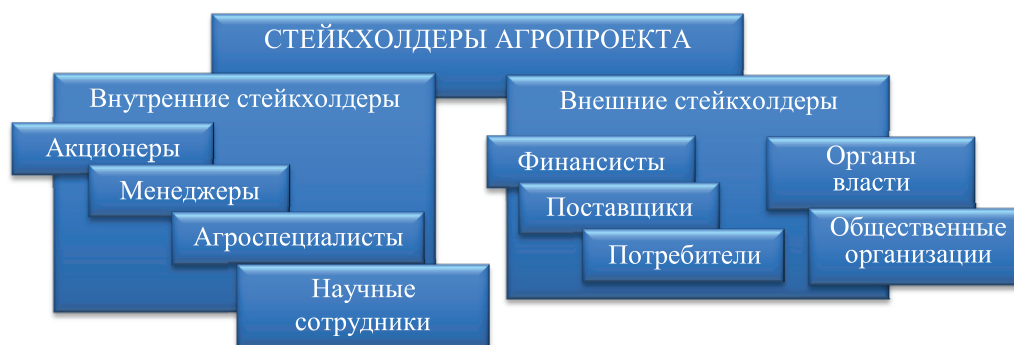 СТЕЙКХОЛДЕРЫ АГРОПРОЕКТА
Внутренние стейкхолдеры
Акционеры
Менеджеры
Агроспециалисты
Научные
сотрудники
Внешние стейкхолдеры
Финансисты
Поставщики
Потребители
Органы
власти
Общественные
организации